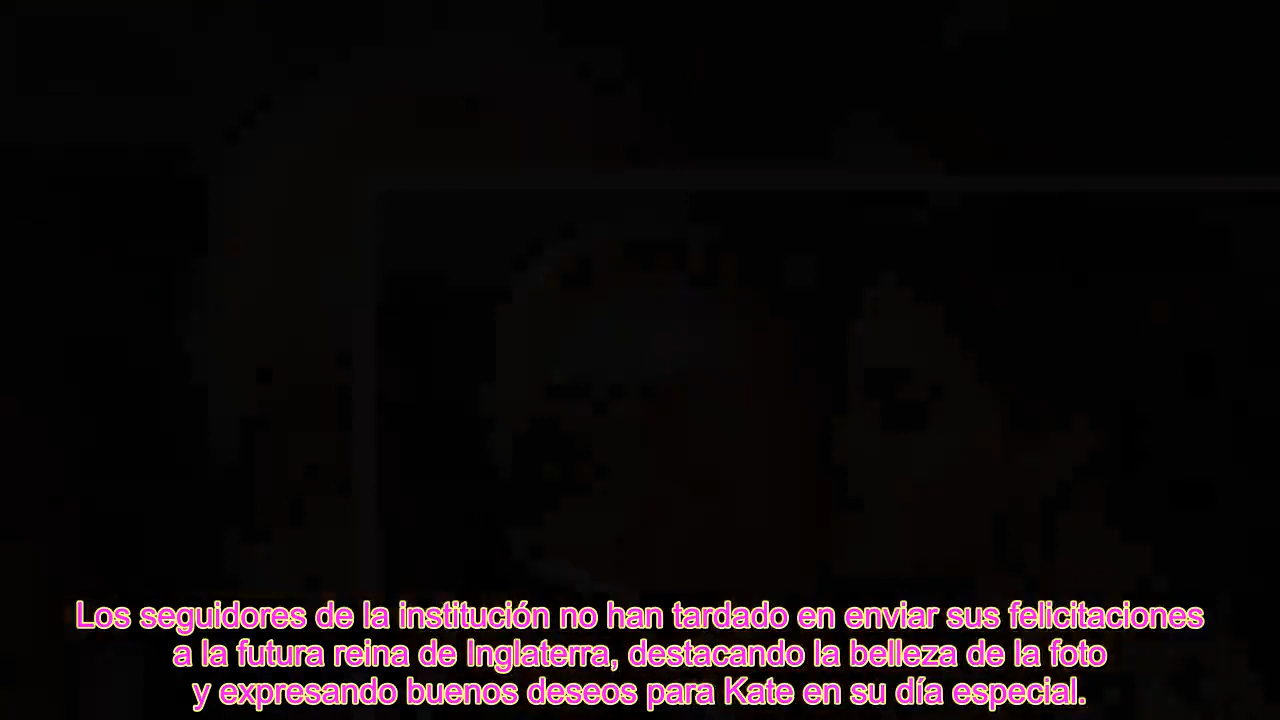 Los seguidores de la institución no han tardado en enviar sus felicitaciones
a la futura reina de Inglaterra, destacando la belleza de la foto
y expresando buenos deseos para Kate en su día especial.